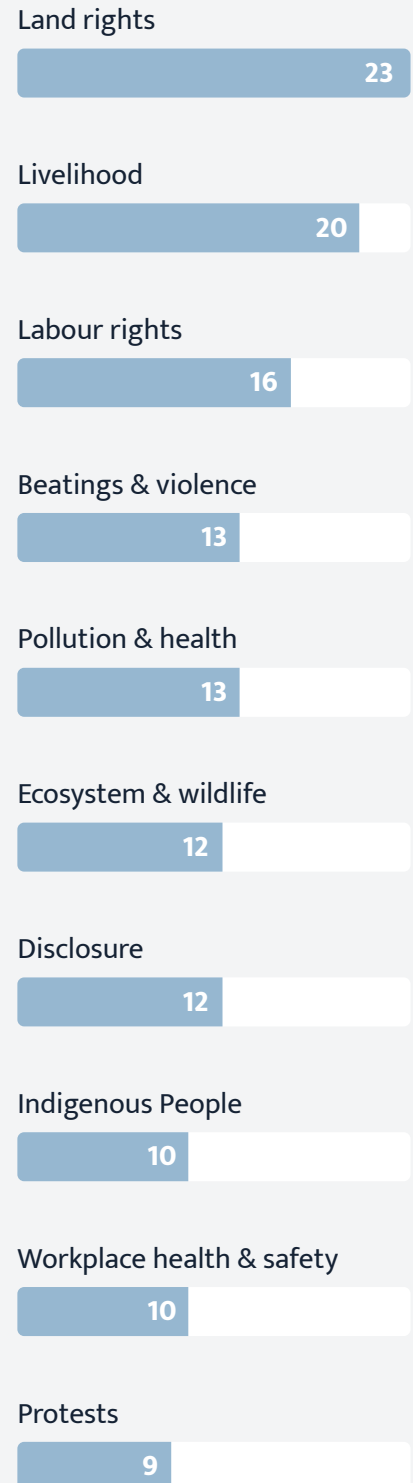 Land rights
23
Livelihood
20
Labour rights
16
Beatings & violence
13
Pollution & health
13
Ecosystem & wildlife
12
Disclosure
12
Indigenous People
10
Workplace health & safety
10
Protests
9